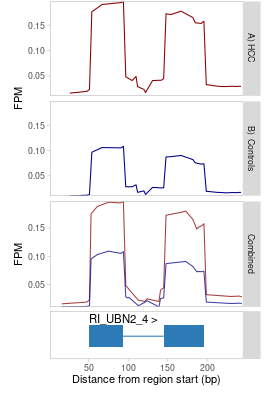 0.15
0.10
0.05
FPM
A) HCC
0.15
0.10
0.05
B) Controls
0.15
0.10
0.05
FPM
Combined
RI_UBN2_4 >
50
100
150
200
Distance from region start (bp)